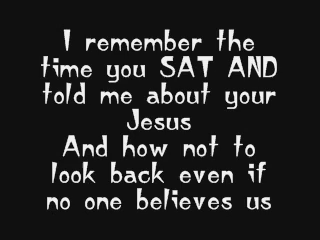 I remember the
time you SAT AND
told me about your
Jesus
And how not to
look back even if
no one believes us